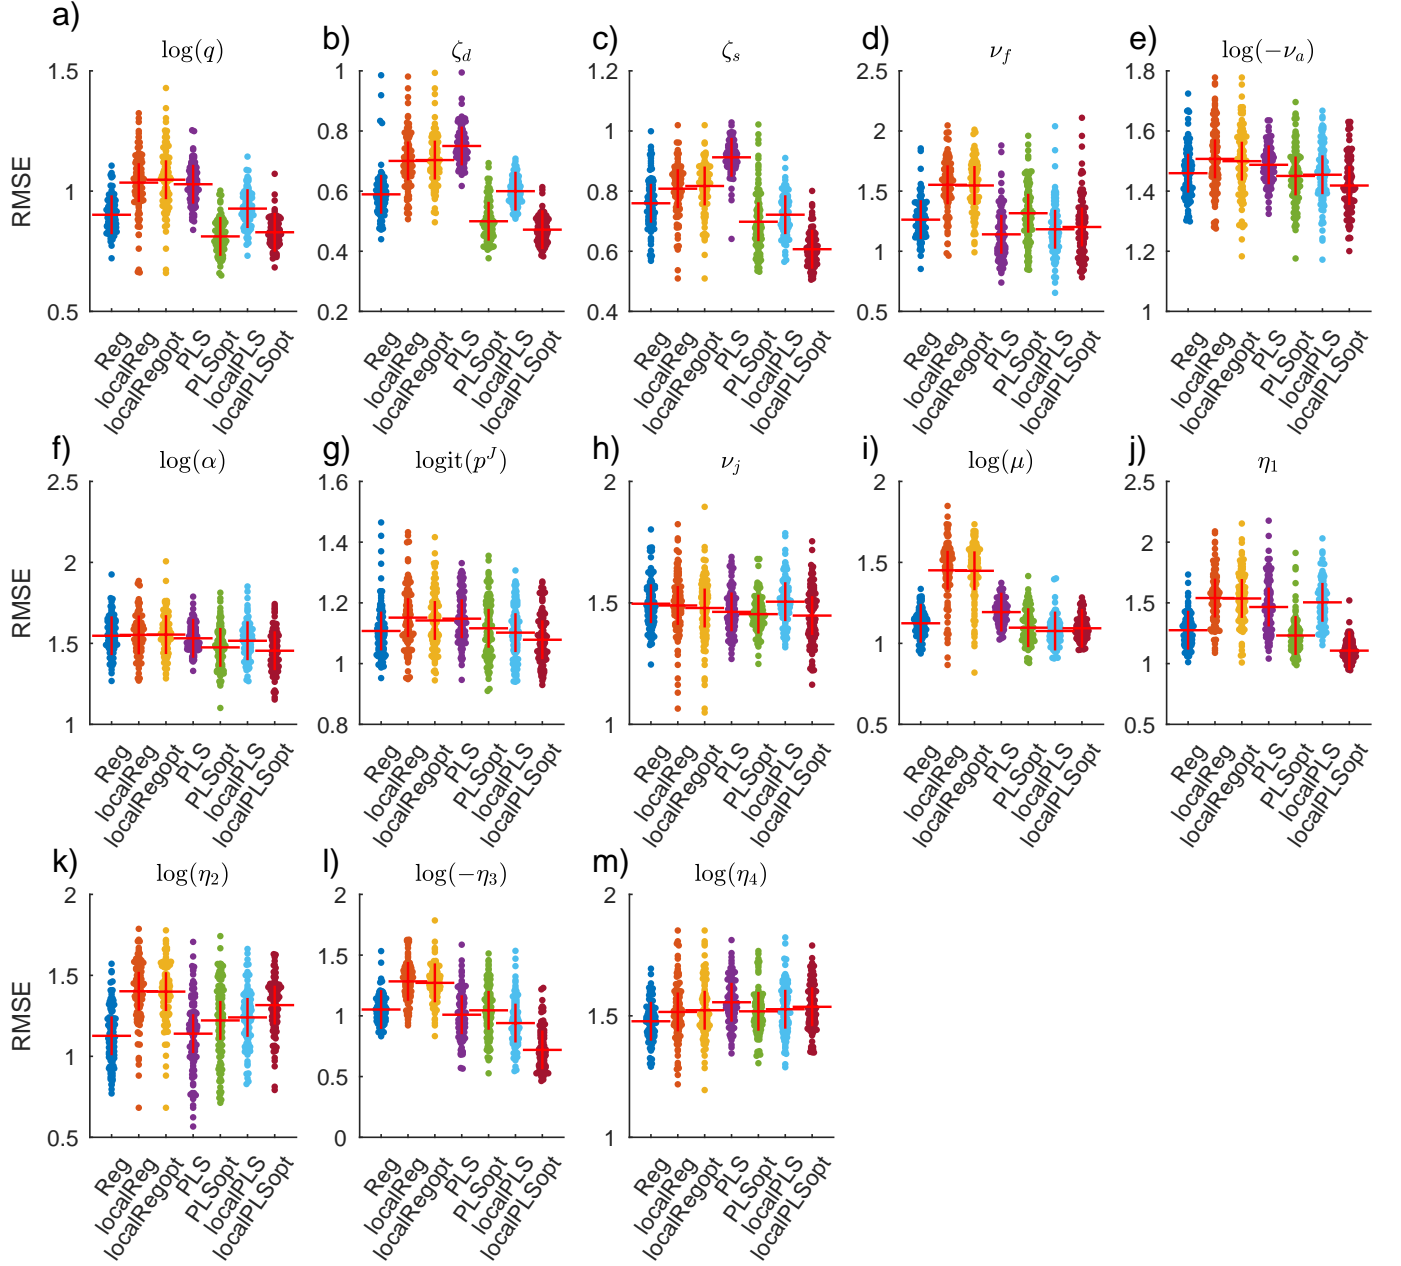 a) b) c) d) e)
log(q) ζ_d ζ_s ν_f log(−ν_a)
RMSE
1.5 1 1.2 2.5 1.8
2 1.6
1 0.8 1 1.5 1.4
0.6 0.8 1 1.2
0.4 0.6
0.5 0.2 0.4 0.5 1
Reg localReg localRegopt PLS PLSopt localPLS localPLSopt
Reg localReg localRegopt PLS PLSopt localPLS localPLSopt
Reg localReg localRegopt PLS PLSopt localPLS localPLSopt
Reg localReg localRegopt PLS PLSopt localPLS localPLSopt
Reg localReg localRegopt PLS PLSopt localPLS localPLSopt
f) g) h) i) j)
log(α) logit(p^J) ν_j log(μ) η_1
RMSE
2.5 1.6 2 2 2.5
2 1.4 1.5 2
1.2 1.5 1.5
1.5 1 1 1
1 0.8 1 0.5 0.5
Reg localReg localRegopt PLS PLSopt localPLS localPLSopt
Reg localReg localRegopt PLS PLSopt localPLS localPLSopt
Reg localReg localRegopt PLS PLSopt localPLS localPLSopt
Reg localReg localRegopt PLS PLSopt localPLS localPLSopt
Reg localReg localRegopt PLS PLSopt localPLS localPLSopt
k) l) m)
log(η_2) log(−η_3) log(η_4)
RMSE
2 2 2
1.5 1.5
1 1.5
1 0.5
0.5 0 1
Reg localReg localRegopt PLS PLSopt localPLS localPLSopt
Reg localReg localRegopt PLS PLSopt localPLS localPLSopt
Reg localReg localRegopt PLS PLSopt localPLS localPLSopt